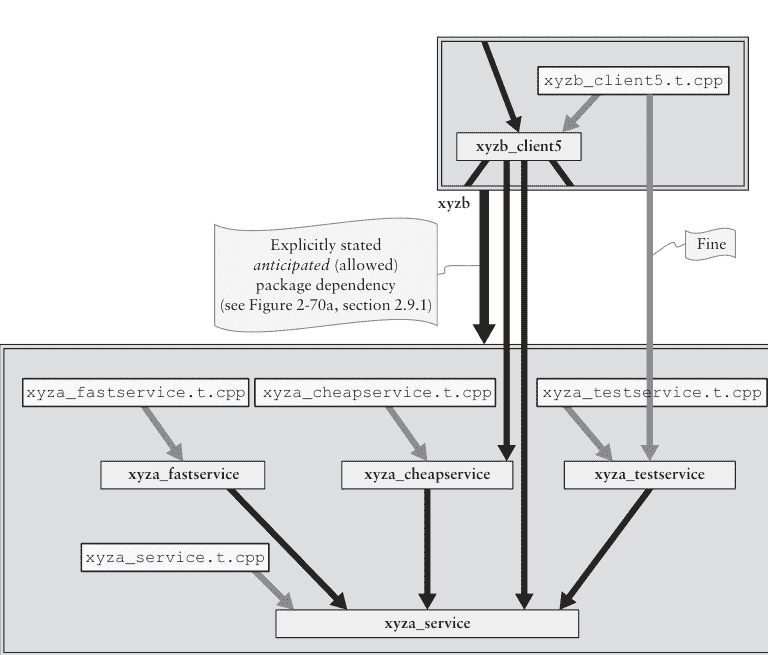 xyzb_client5.t.cpp
xyzb_client5
xyzb
Explicitly stated
anticipated (allowed)
package dependency
(see Figure 2-70a, section 2.9.1)
Fine
xyza_fastservice.t.cpp
xyza_cheapservice.t.cpp
xyza_testservice.t.cpp
xyza_fastservice
xyza_cheapservice
xyza_testservice
xyza_service.t.cpp
xyza_service